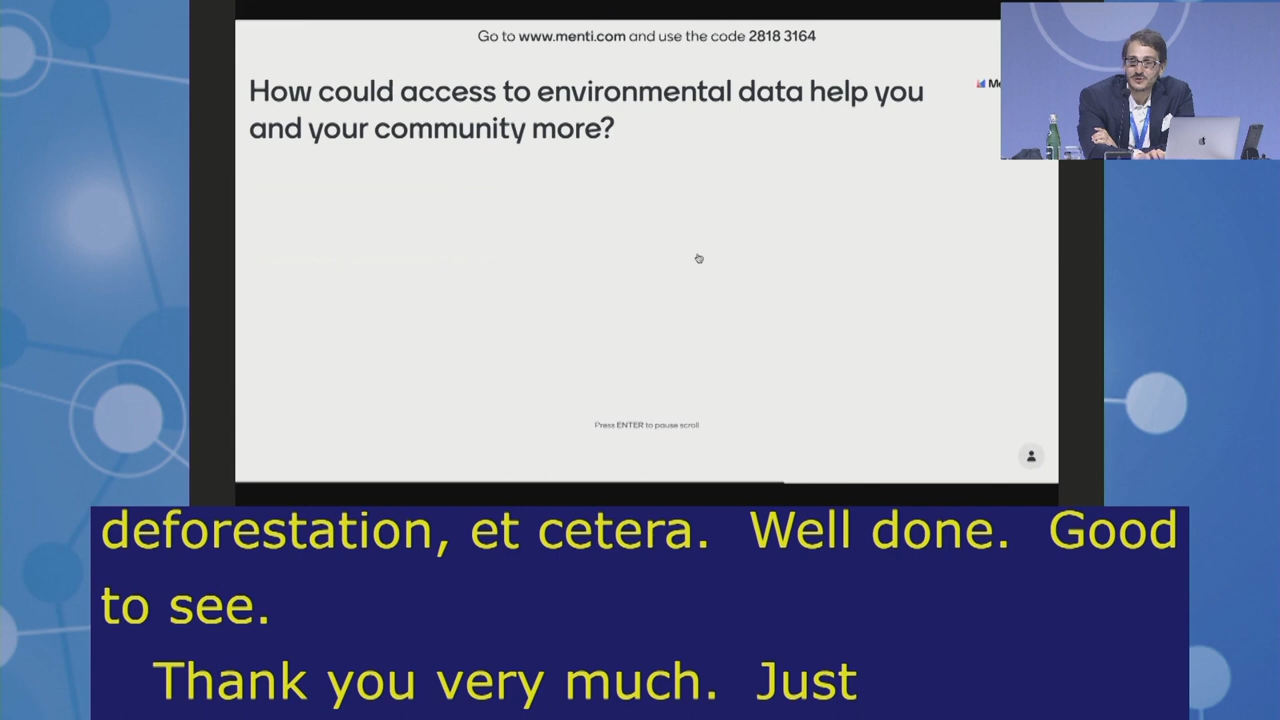 Go to www.menti.com and use the code 2818 3164
How could access to environmental data help you
and your community more?
Press ENTER to pause scroll
deforestation, et cetera.  Well done.  Good
to see.
Thank you very much.  Just